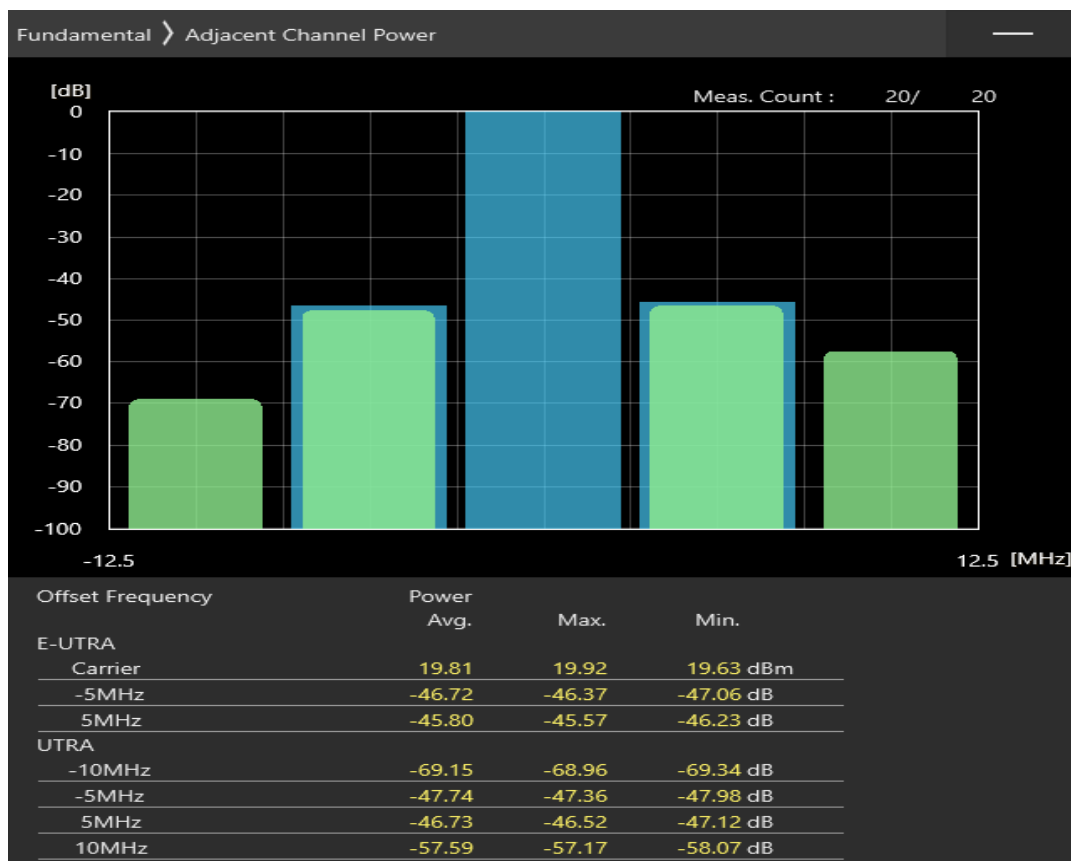 Fundamental ❯ Adjacent Channel Power
[dB]
Meas. Count : 20/ 20
0
-10
-20
-30
-40
-50
-60
-70
-80
-90
-100
-12.5 12.5 [MHz]
Offset Frequency Power
Avg. Max. Min.
E-UTRA
Carrier 19.81 19.92 19.63 dBm
-5MHz -46.72 -46.37 -47.06 dB
5MHz -45.80 -45.57 -46.23 dB
UTRA
-10MHz -69.15 -68.96 -69.34 dB
-5MHz -47.74 -47.36 -47.98 dB
5MHz -46.73 -46.52 -47.12 dB
10MHz -57.59 -57.17 -58.07 dB